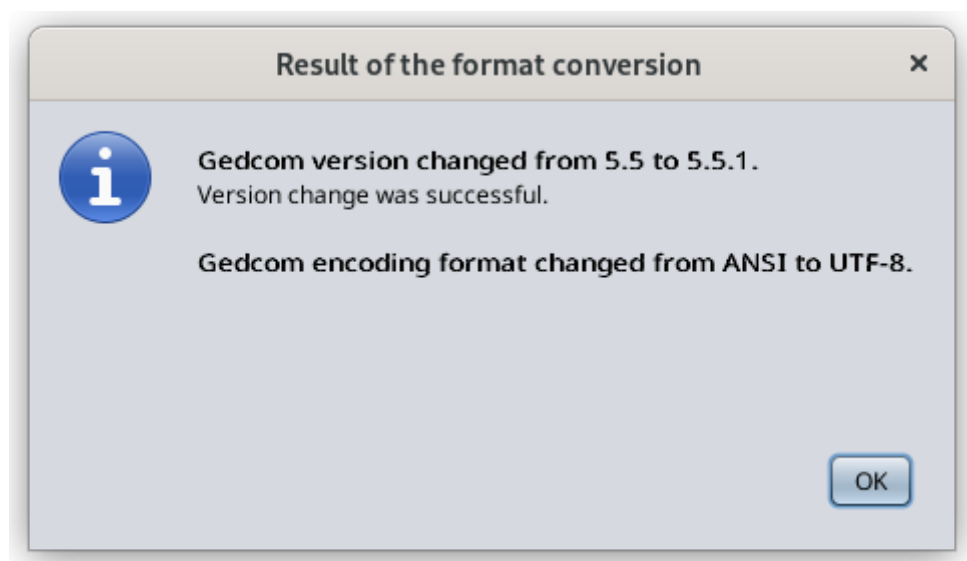 Result of the format conversion
Gedcom version changed from 5.5 to 5.5.1.
Version change was successful.
Gedcom encoding format changed from ANSI to UTF-8.
OK